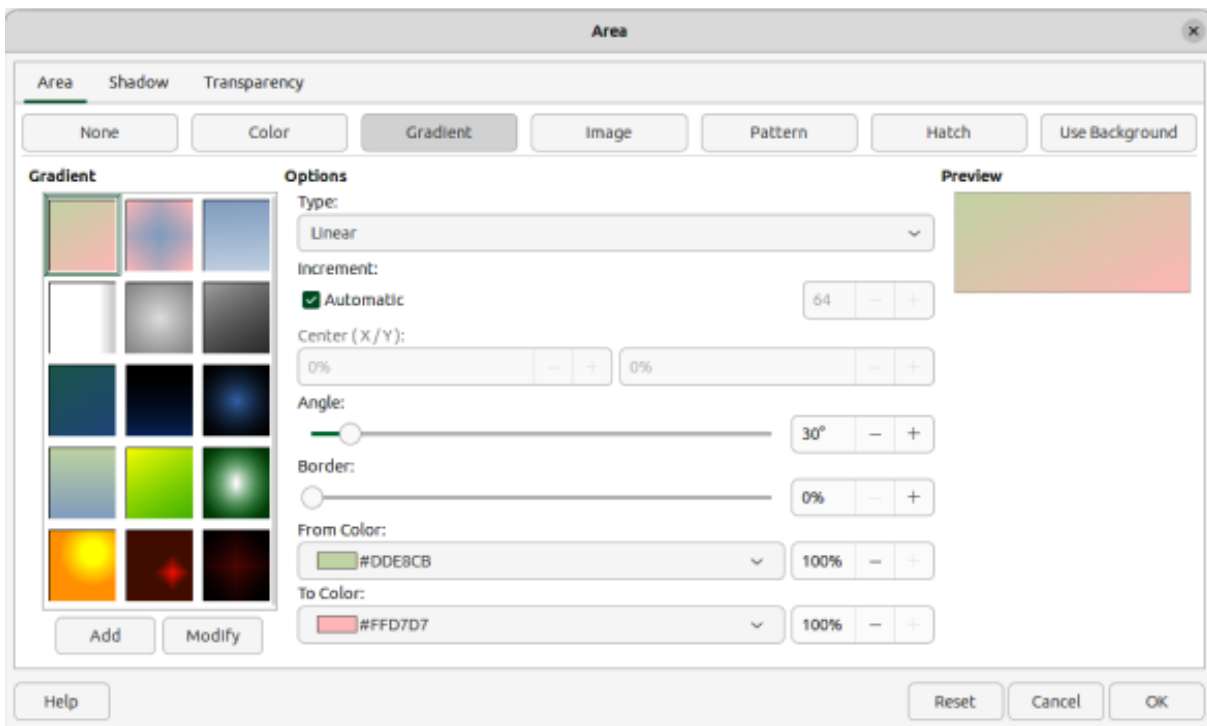 Area
Area Shadow Transparency
None Color Gradient Image Pattern Hatch Use Background
Gradient Options Preview
Type:
Linear
Increment:
Automatic 64
Center (X/Y):
0% 0%
Angle:
30°
Border:
0%
From Color:
#DDE8CB 100%
To Color:
#FFD7D7 100%
Add Modify
Help Reset Cancel OK